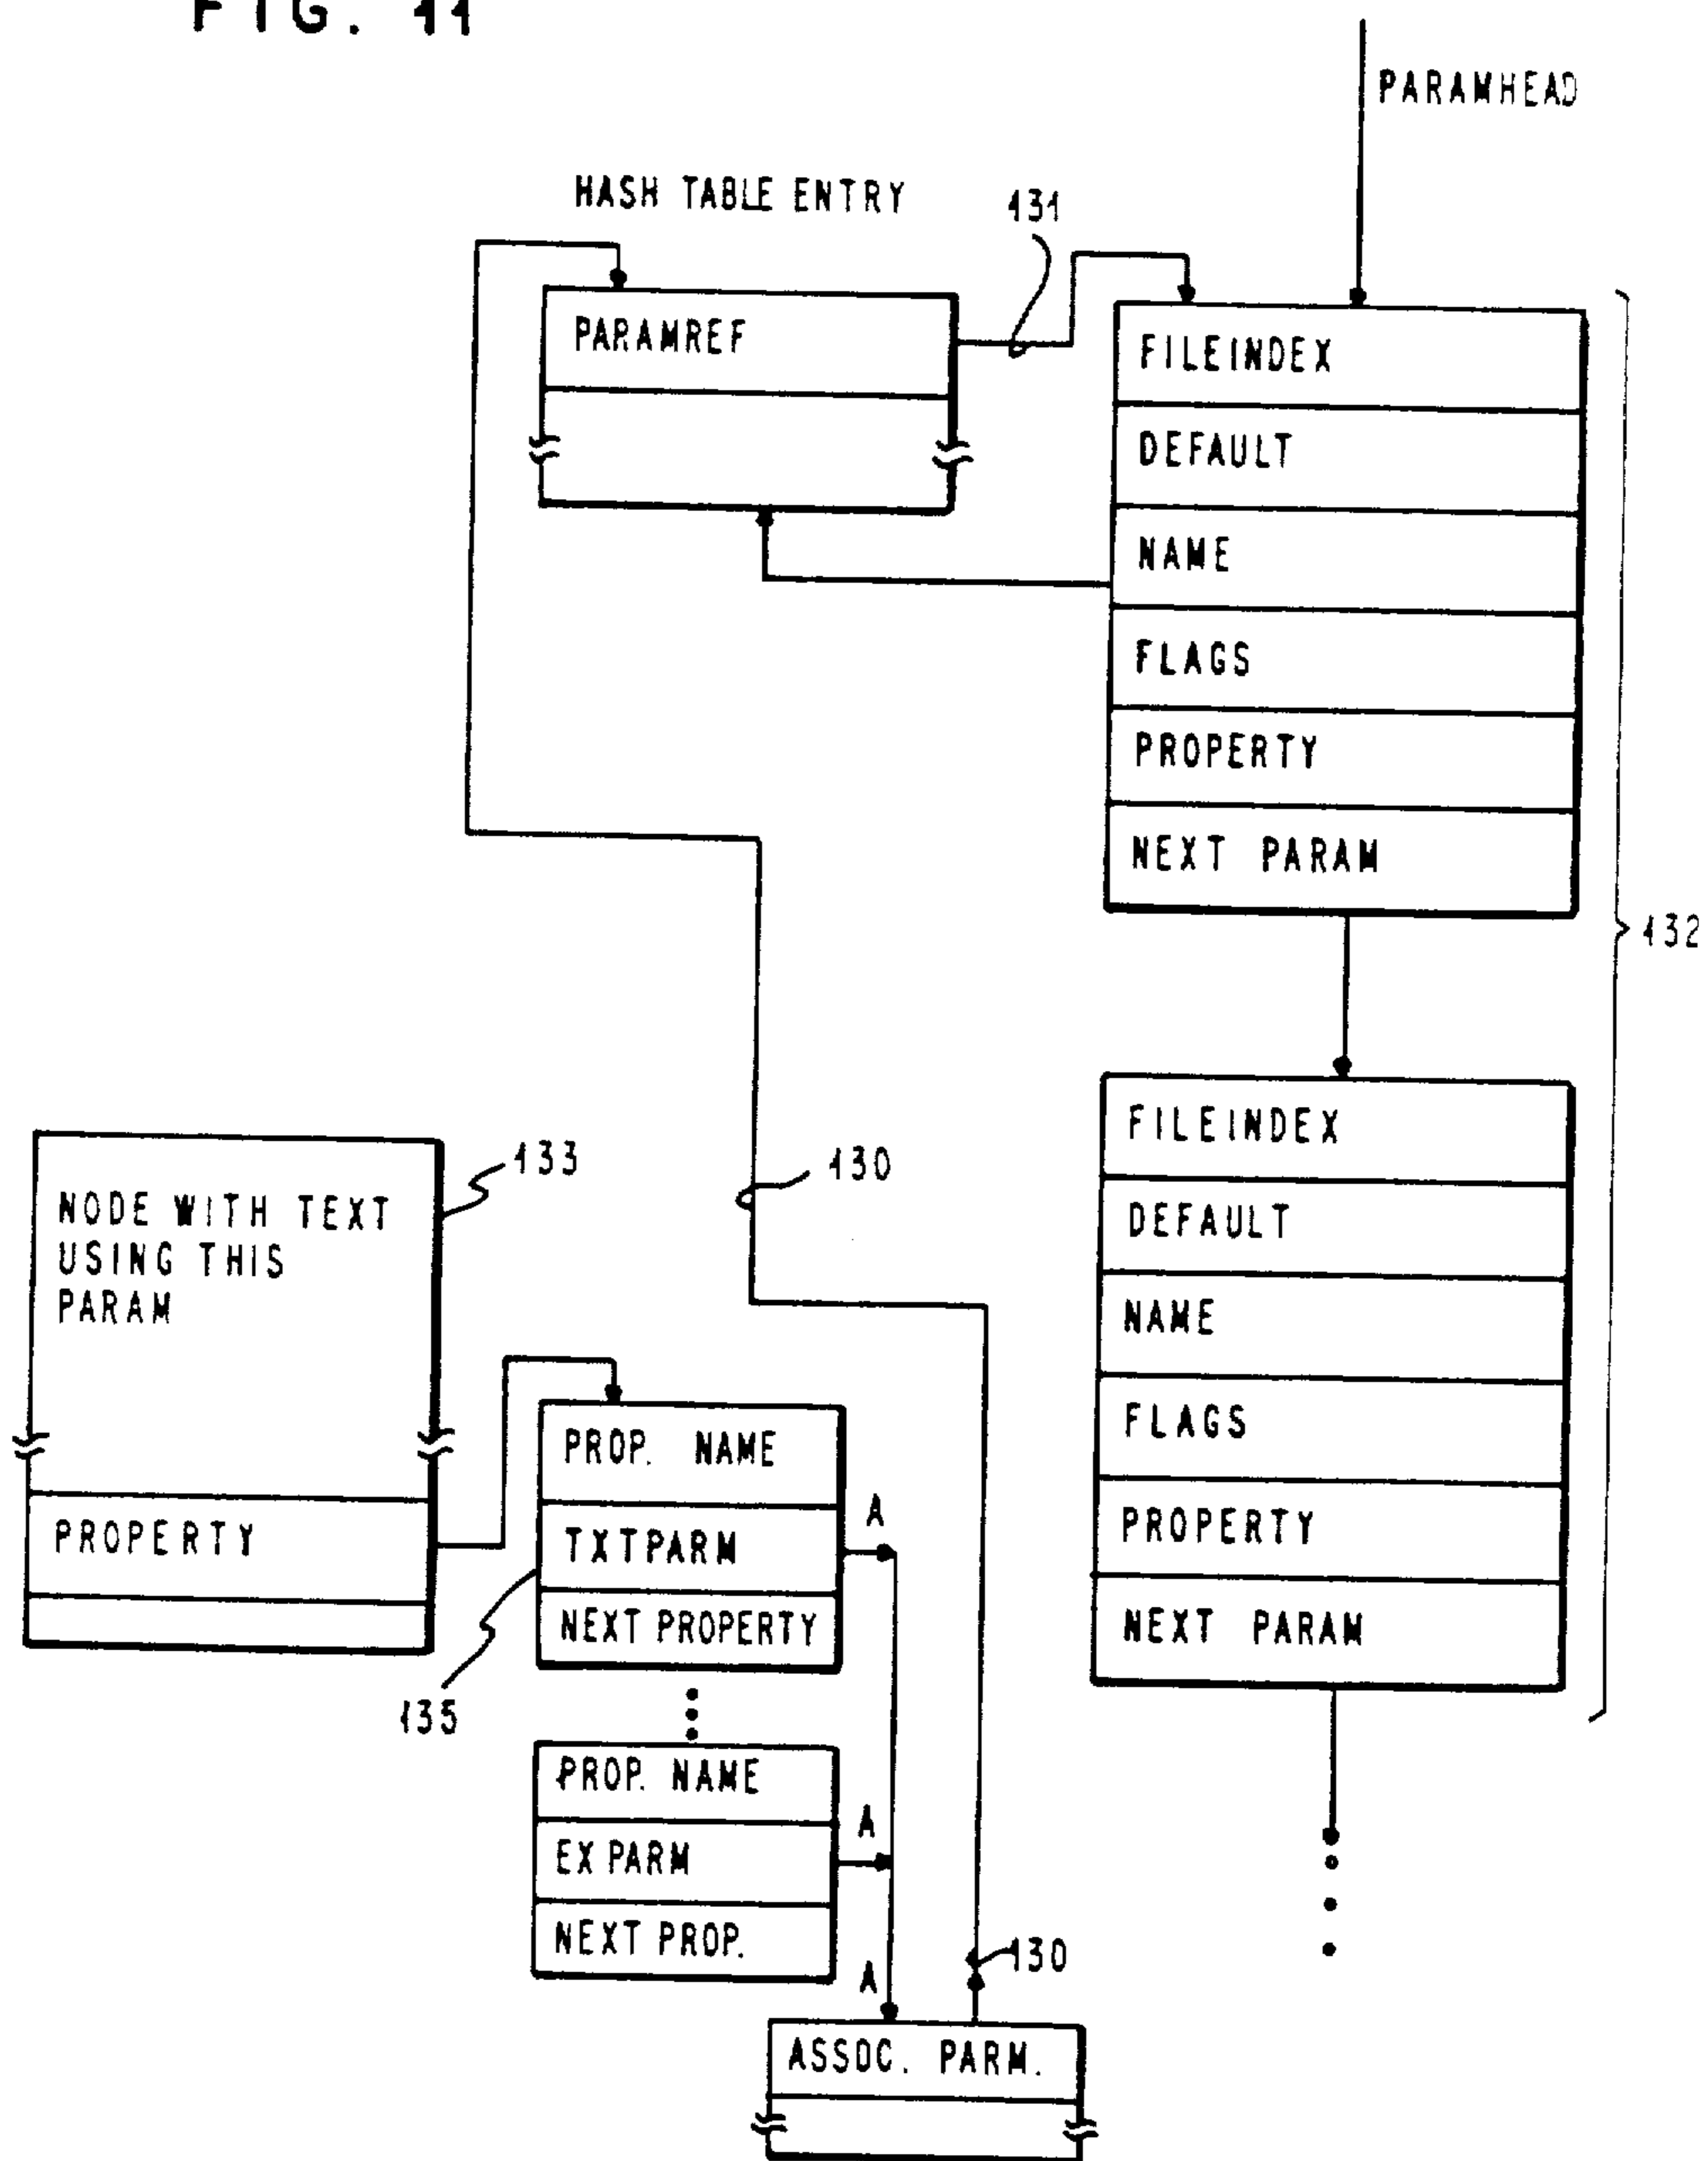 FIG. 11
PARAMHEAD
HASH TABLE ENTRY
131
PARAMREF
FILEINDEX
DEFAULT
NAME
FLAGS
PROPERTY
NEXT PARAM
132
FILEINDEX
DEFAULT
NAME
FLAGS
PROPERTY
NEXT PARAM
133
130
NODE WITH TEXT
USING THIS
PARAM
PROPERTY
PROP. NAME
TXTPARM
NEXT PROPERTY
A
135
PROP. NAME
EXPARM
NEXT PROP.
A
A
130
ASSOC. PARM.